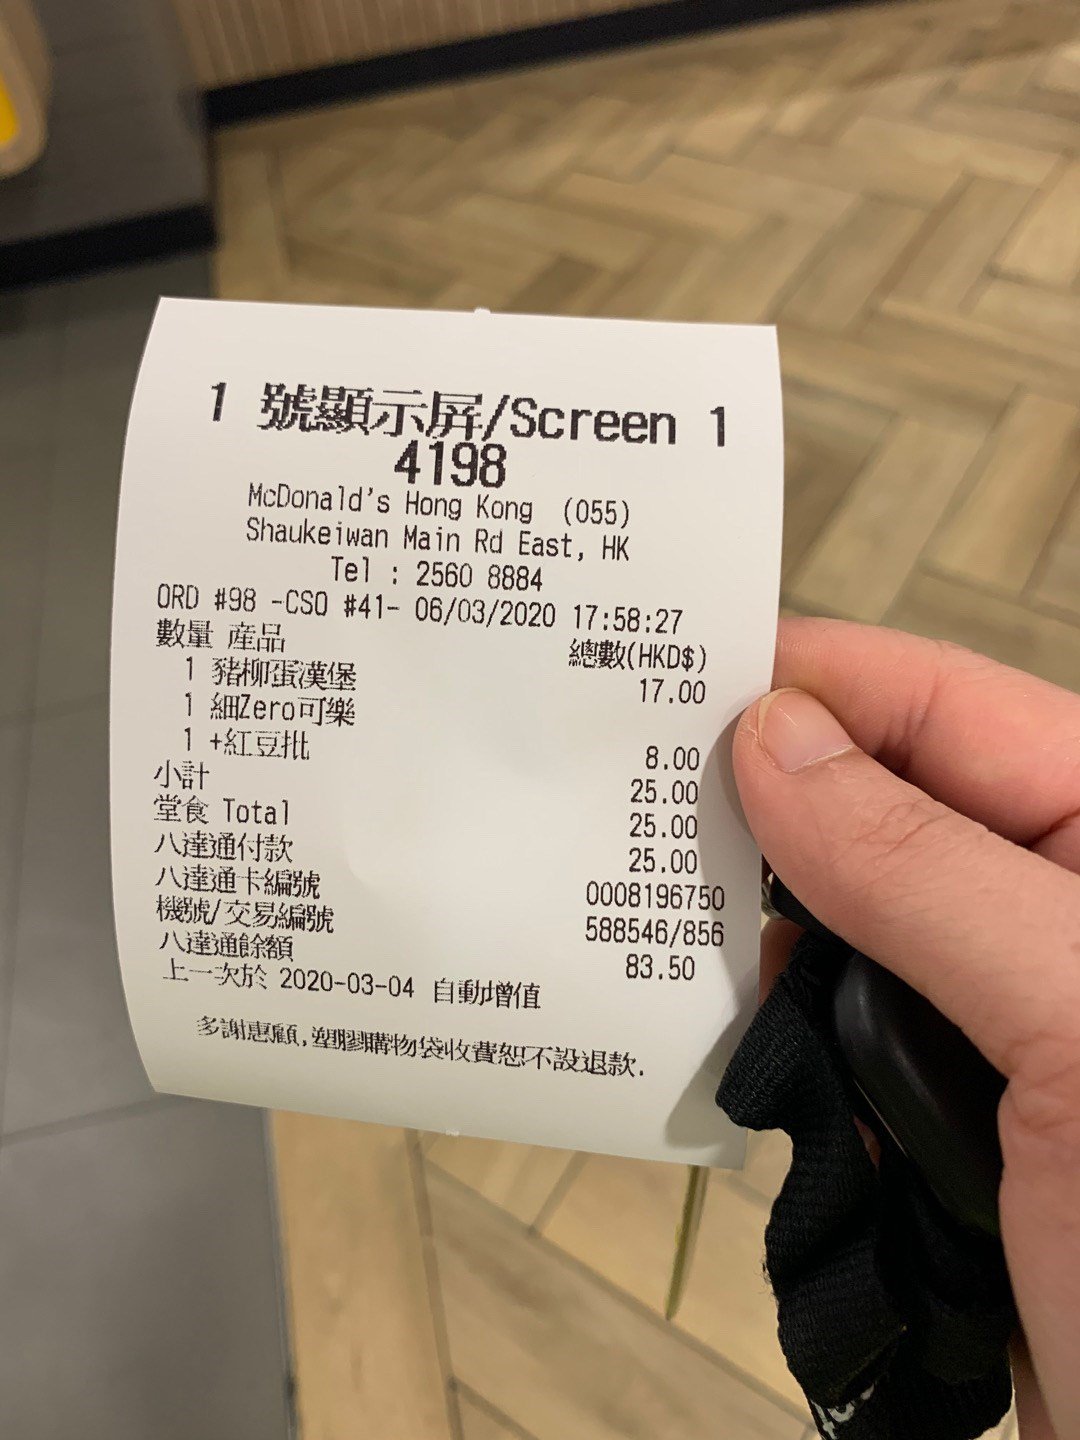 1 號顯示屏/Screen 1
4198
McDonald's Hong Kong (055)
Shaukeiwan Main Rd East, HK
Tel : 2560 8884
ORD #98 -CSO #41- 06/03/2020 17:58:27
數量 產品 總數(HKD$)
1 豬柳蛋漢堡 17.00
1 細Zero可樂
1 +紅豆批 8.00
小計 25.00
堂食 Total 25.00
八達通付款 25.00
八達通卡編號 0008196750
機號/交易編號 588546/856
八達通餘額 83.50
上一次於 2020-03-04 自動增值
多謝惠顧,塑膠購物袋收費恕不設退款.